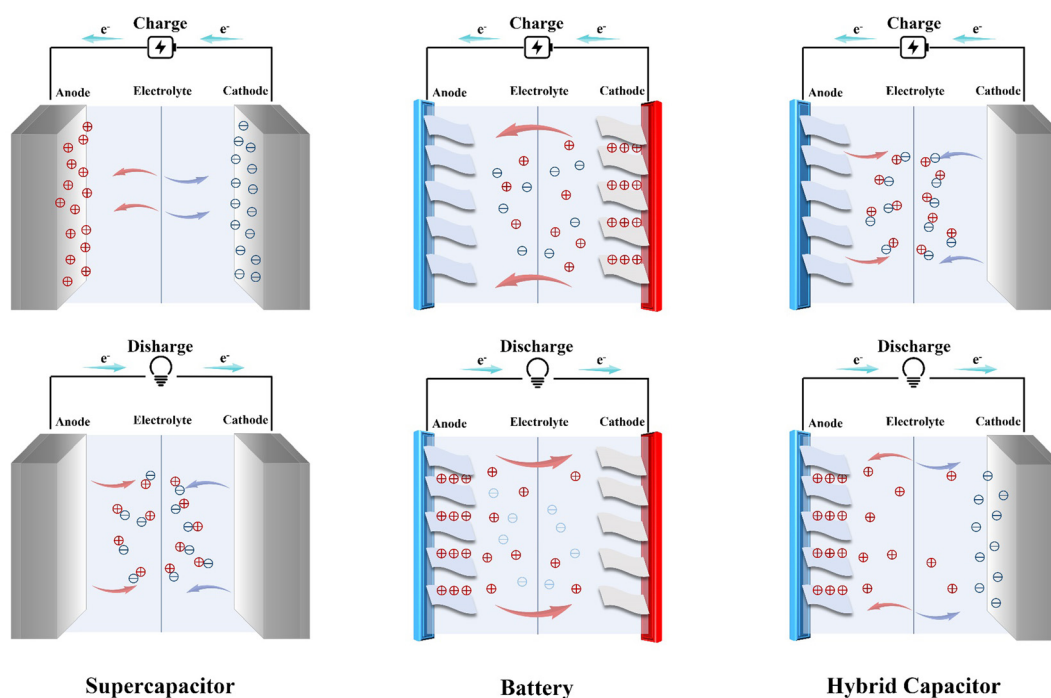 Charge
e⁻ e⁻
Anode Electrolyte Cathode
Charge
e⁻ e⁻
Anode Electrolyte Cathode
Charge
e⁻ e⁻
Anode Electrolyte Cathode
Disharge
e⁻ e⁻
Anode Electrolyte Cathode
Discharge
e⁻ e⁻
Anode Electrolyte Cathode
Discharge
e⁻ e⁻
Anode Electrolyte Cathode
Supercapacitor
Battery
Hybrid Capacitor